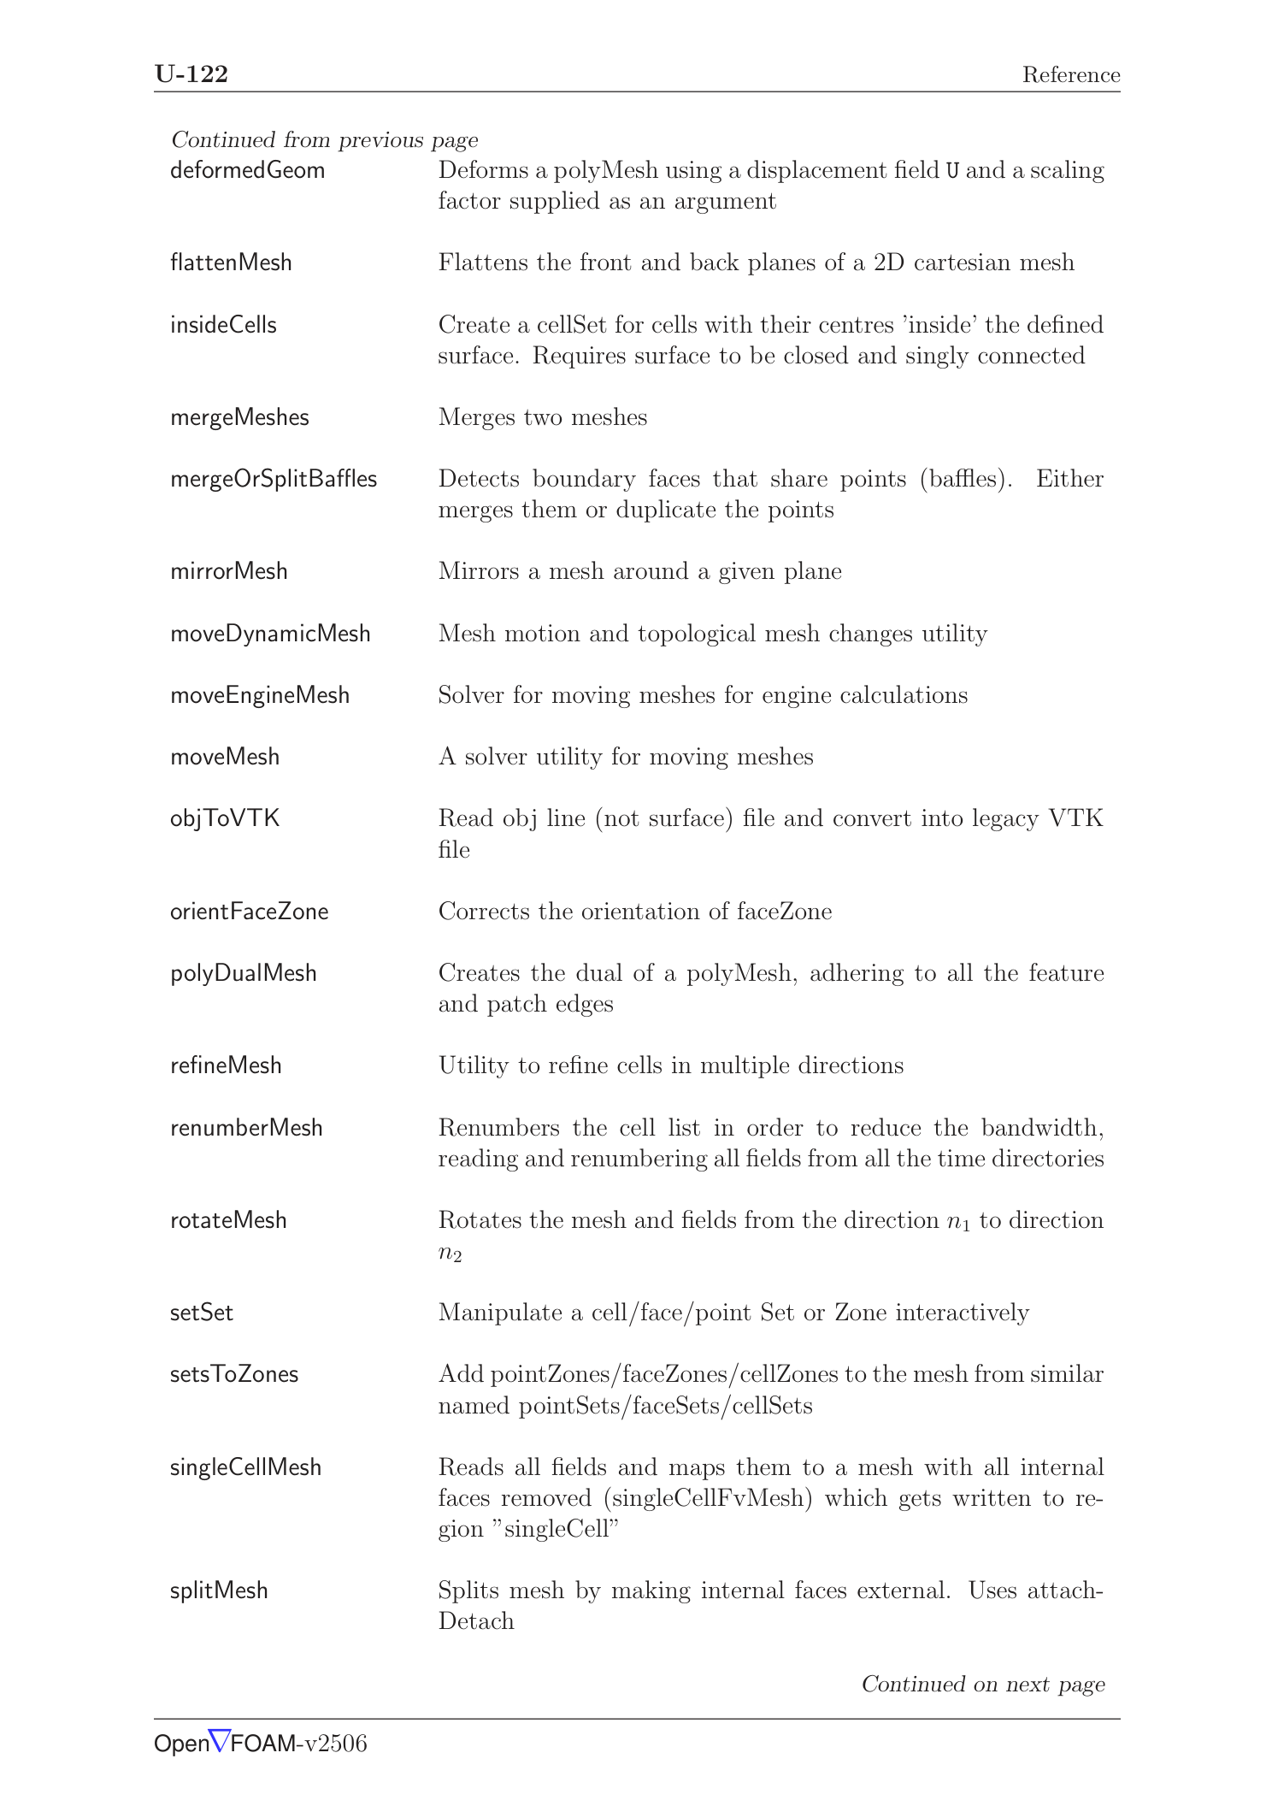 U-122 Reference
Continued from previous page
deformedGeom Deforms a polyMesh using a displacement field U and a scaling
factor supplied as an argument
flattenMesh Flattens the front and back planes of a 2D cartesian mesh
insideCells Create a cellSet for cells with their centres ’inside’ the defined
surface. Requires surface to be closed and singly connected
mergeMeshes Merges two meshes
mergeOrSplitBaffles Detects boundary faces that share points (baffles). Either
merges them or duplicate the points
mirrorMesh Mirrors a mesh around a given plane
moveDynamicMesh Mesh motion and topological mesh changes utility
moveEngineMesh Solver for moving meshes for engine calculations
moveMesh A solver utility for moving meshes
objToVTK Read obj line (not surface) file and convert into legacy VTK
file
orientFaceZone Corrects the orientation of faceZone
polyDualMesh Creates the dual of a polyMesh, adhering to all the feature
and patch edges
refineMesh Utility to refine cells in multiple directions
renumberMesh Renumbers the cell list in order to reduce the bandwidth,
reading and renumbering all fields from all the time directories
rotateMesh Rotates the mesh and fields from the direction n₁ to direction
n₂
setSet Manipulate a cell/face/point Set or Zone interactively
setsToZones Add pointZones/faceZones/cellZones to the mesh from similar
named pointSets/faceSets/cellSets
singleCellMesh Reads all fields and maps them to a mesh with all internal
faces removed (singleCellFvMesh) which gets written to re-
gion ”singleCell”
splitMesh Splits mesh by making internal faces external. Uses attach-
Detach
Continued on next page
Open▽FOAM-v2506